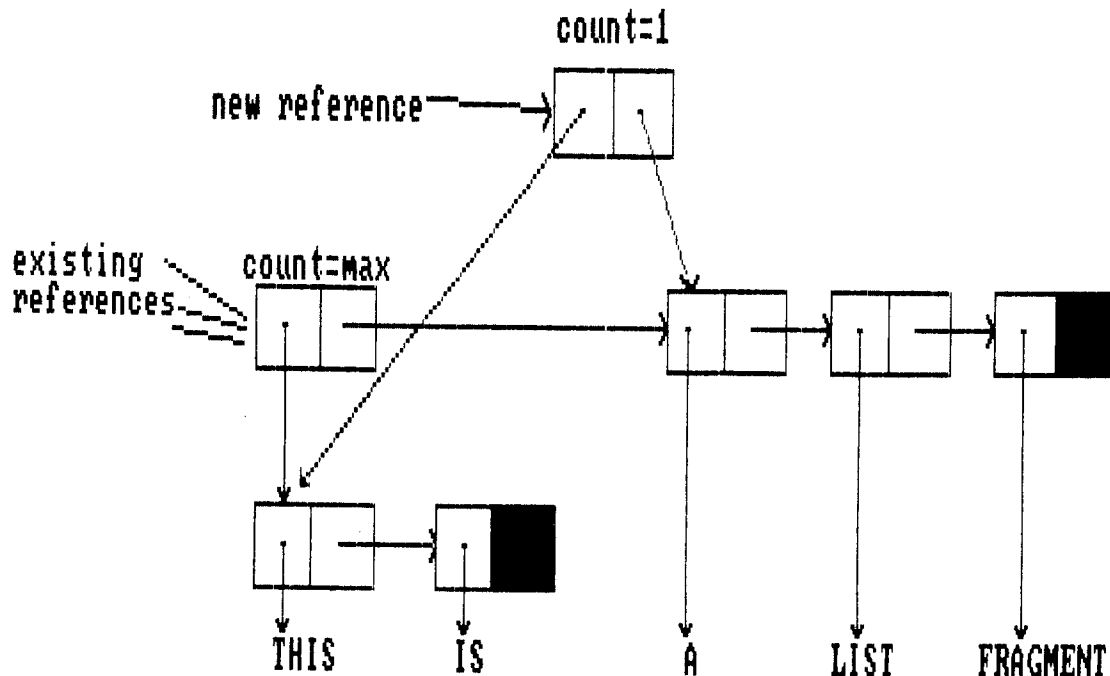 count=1
new reference
existing
references
count=max
THIS
IS
A
LIST
FRAGMENT